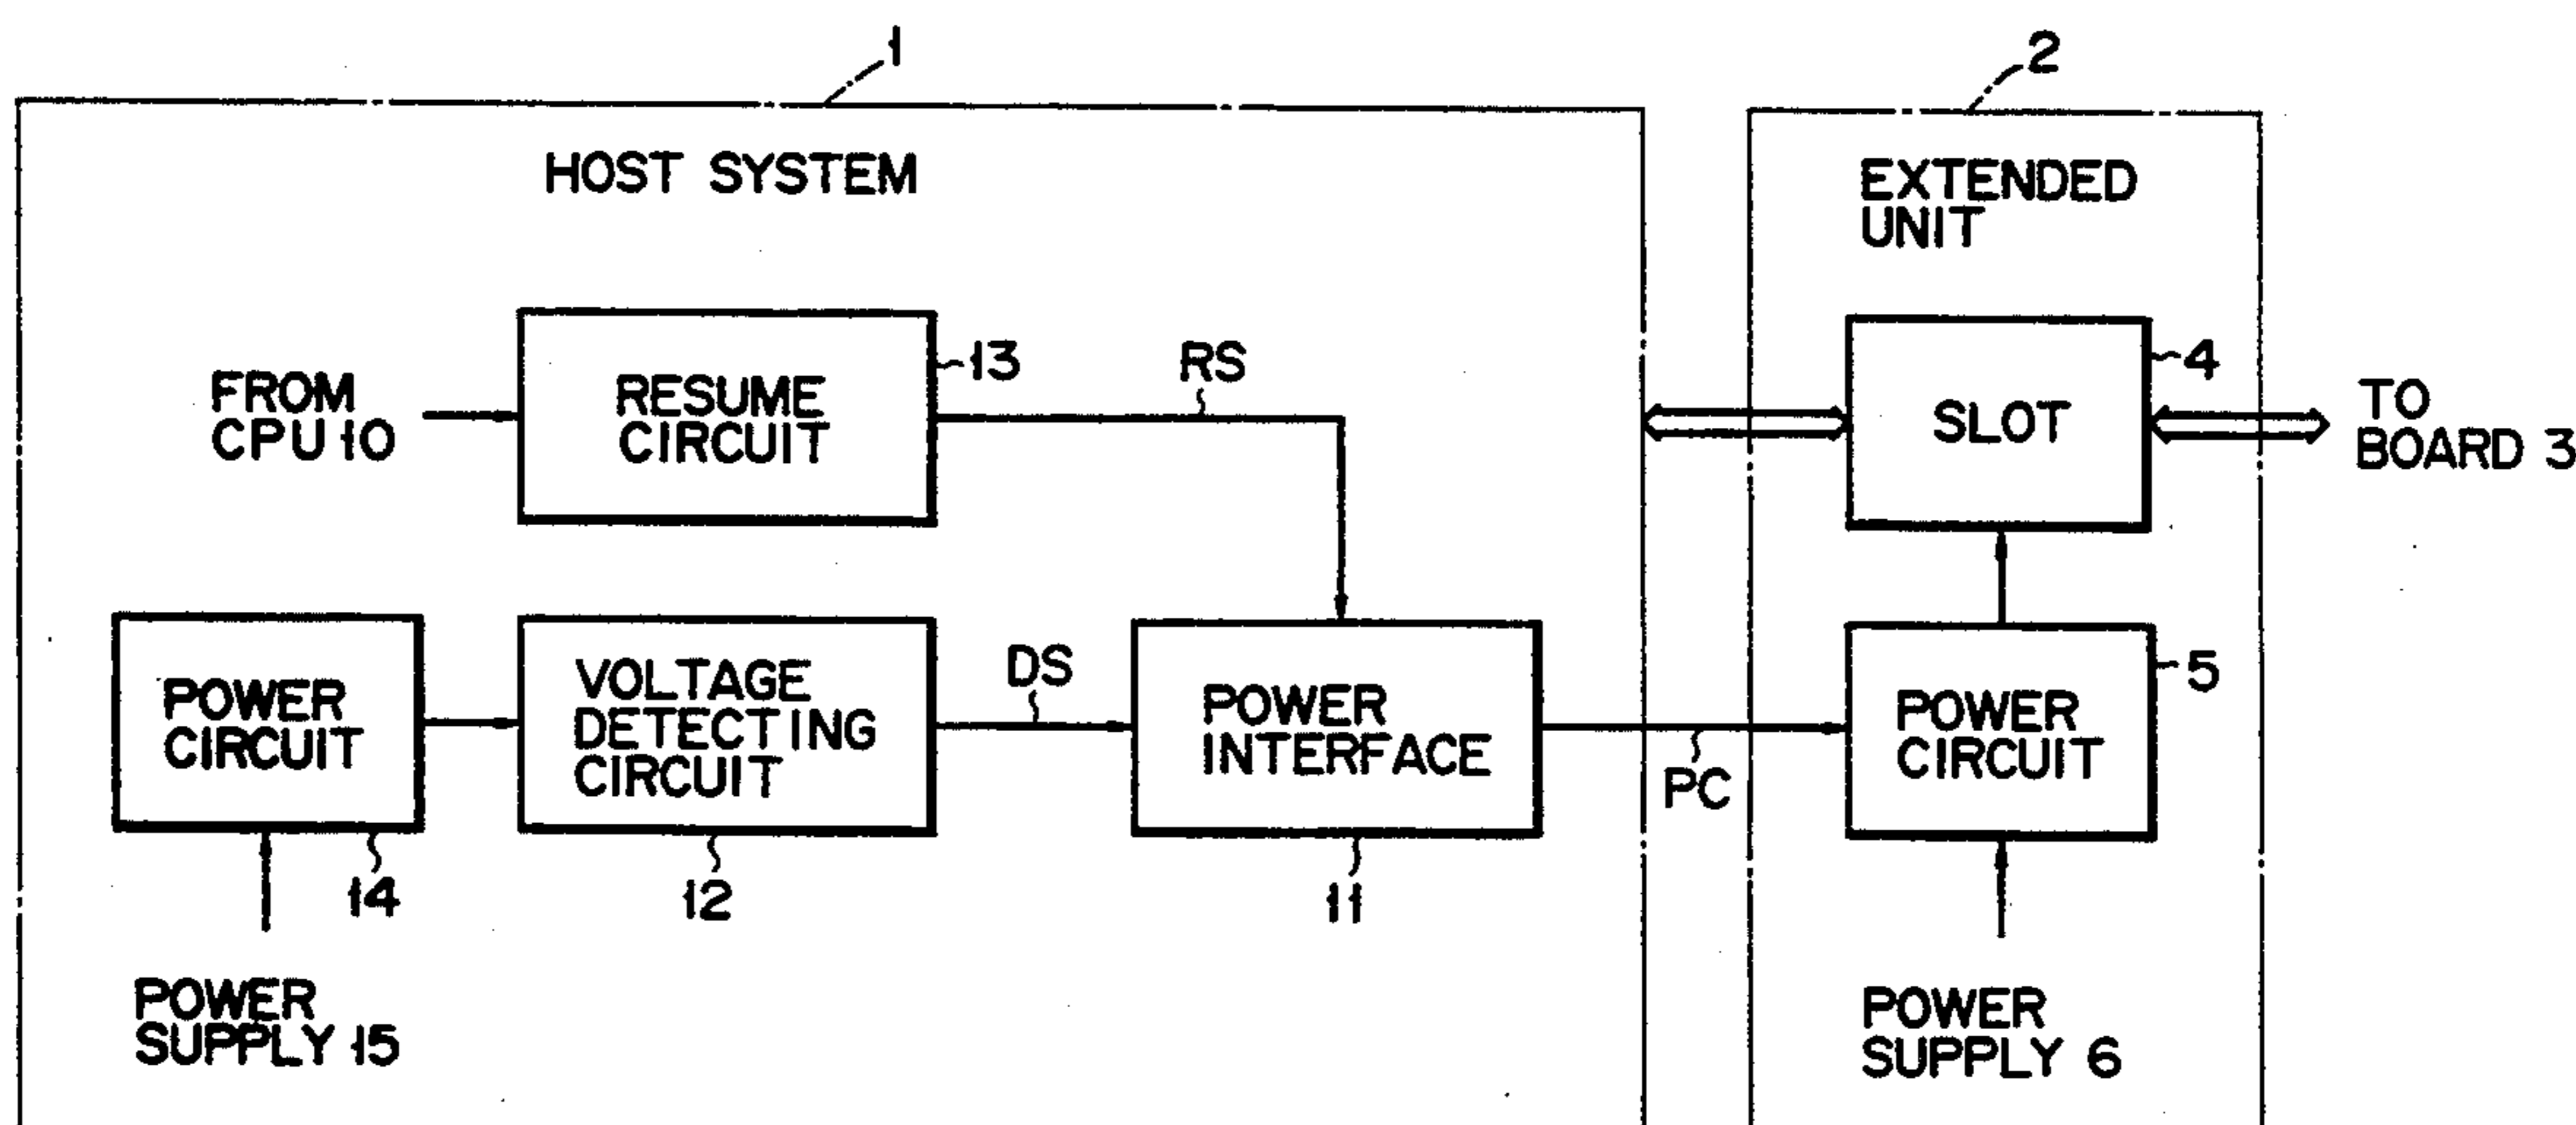 1
2
HOST SYSTEM
EXTENDED
UNIT
FROM
CPU 10
RESUME
CIRCUIT
13
RS
SLOT
4
TO
BOARD 3
POWER
CIRCUIT
14
VOLTAGE
DETECTING
CIRCUIT
12
DS
POWER
INTERFACE
11
PC
POWER
CIRCUIT
5
POWER
SUPPLY 15
POWER
SUPPLY 6